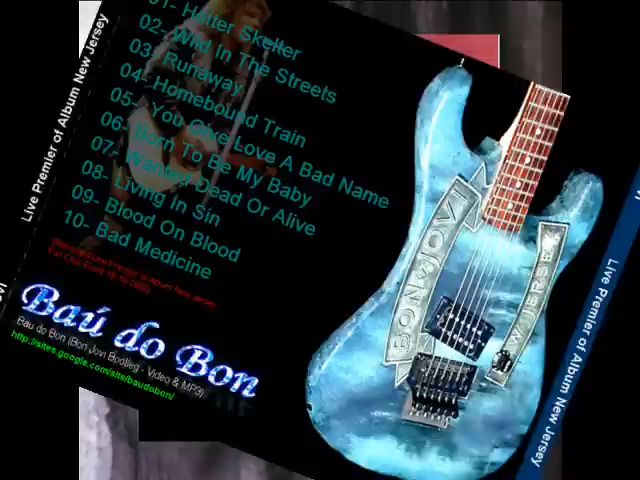 Live Premier of Album New Jersey
01- Helter Skelter
02- Wild In The Streets
03- Runaway
04- Homebound Train
05- You Give Love A Bad Name
06- Born To Be My Baby
07- Wanted Dead Or Alive
08- Living In Sin
09- Blood On Blood
10- Bad Medicine
Baú do Bon
Bau do Bon (Bon Jovi Bootleg - Video & MP3)
http://sites.google.com/site/baudobon/
BON JOVI
JERSEY
Live Premier of Album New Jersey